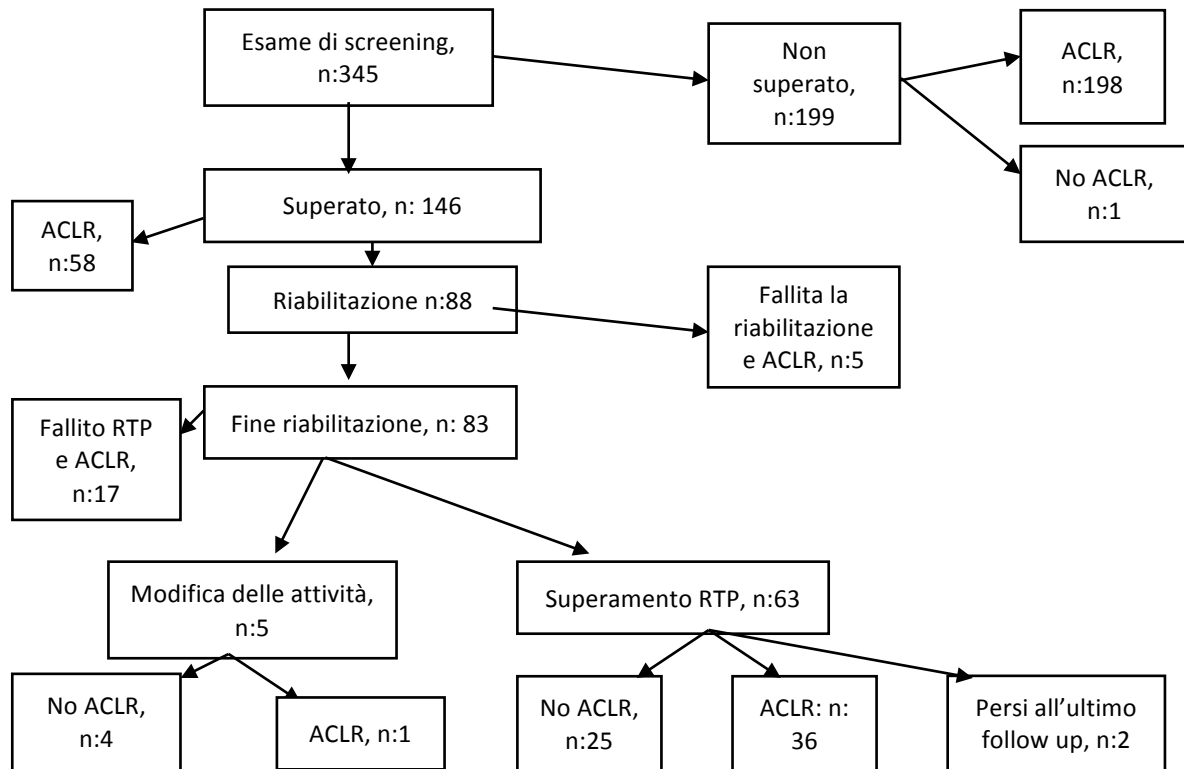 Esame di screening,
n:345
Non
superato,
n:199
ACLR,
n:198
No ACLR,
n:1
Superato, n: 146
ACLR,
n:58
Riabilitazione n:88
Fallita la
riabilitazione
e ACLR, n:5
Fine riabilitazione, n: 83
Fallito RTP
e ACLR,
n:17
Modifica delle attività,
n:5
Superamento RTP, n:63
No ACLR,
n:4
ACLR, n:1
No ACLR,
n:25
ACLR: n:
36
Persi all’ultimo
follow up, n:2